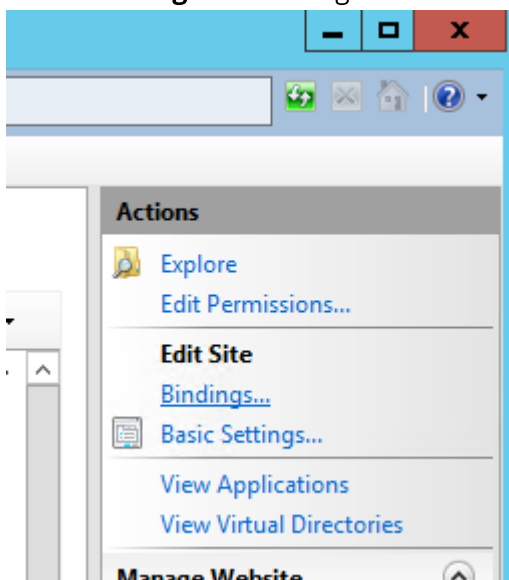 Actions
Explore
Edit Permissions...
Edit Site
Bindings...
Basic Settings...
View Applications
View Virtual Directories
Manage Website